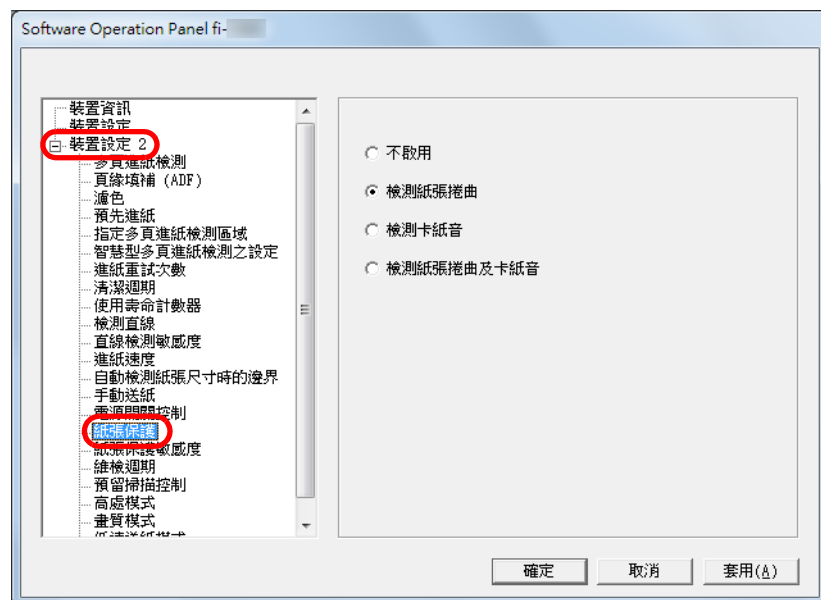 Software Operation Panel fi-
裝置資訊
裝置設定
裝置設定 2
多頁進紙檢測
頁緣填補 (ADF)
濾色
預先進紙
指定多頁進紙檢測區域
智慧型多頁進紙檢測之設定
進紙重試次數
清潔週期
使用壽命計數器
檢測直線
直線檢測敏感度
進紙速度
自動檢測紙張尺寸時的邊界
手動送紙
電源開關控制
紙張保護
紙張保護敏感度
維檢週期
預留掃描控制
高處模式
畫質模式
低速送紙模式
不啟用
檢測紙張捲曲
檢測卡紙音
檢測紙張捲曲及卡紙音
確定
取消
套用(A)